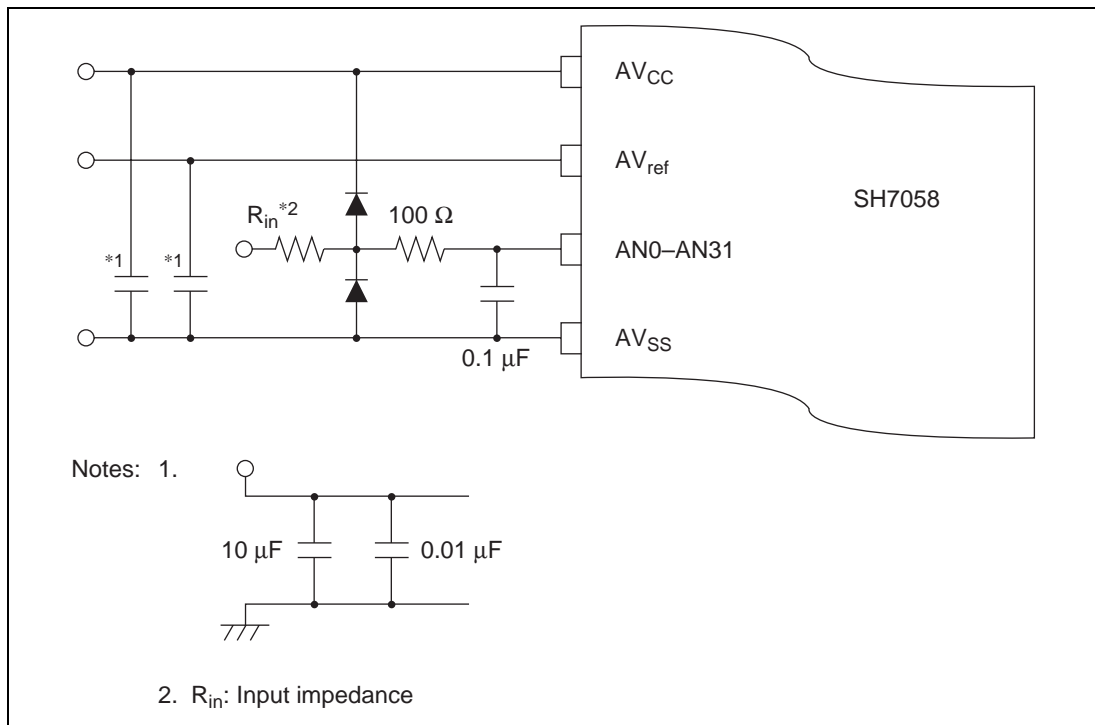 AVCC
AVref
SH7058
Rin*2
100 Ω
*1
*1
AN0–AN31
AVSS
0.1 μF
Notes: 1.
10 μF
0.01 μF
2. Rin: Input impedance